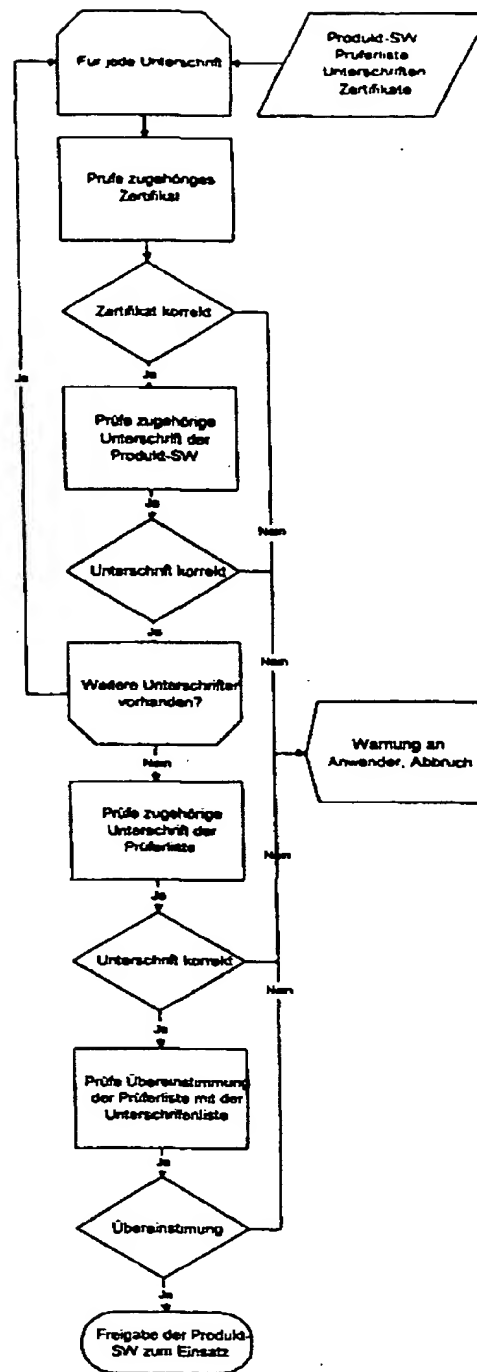 Für jede Unterschrift
Produkt-SW
Prüferliste
Unterschriften
Zertifikate
Prüfe zugehöriges
Zertifikat
Zertifikat korrekt
Ja
Ja
Prüfe zugehörige
Unterschrift der
Produkt-SW
Ja
Nein
Unterschrift korrekt
Ja
Nein
Weitere Unterschriften
vorhanden?
Warnung an
Anwender, Abbruch
Nein
Prüfe zugehörige
Unterschrift der
Prüferliste
Nein
Ja
Unterschrift korrekt
Nein
Ja
Prüfe Übereinstimmung
der Prüferliste mit der
Unterschrifenliste
Ja
Übereinstimung
Ja
Freigabe der Produkt-
SW zum Einsatz